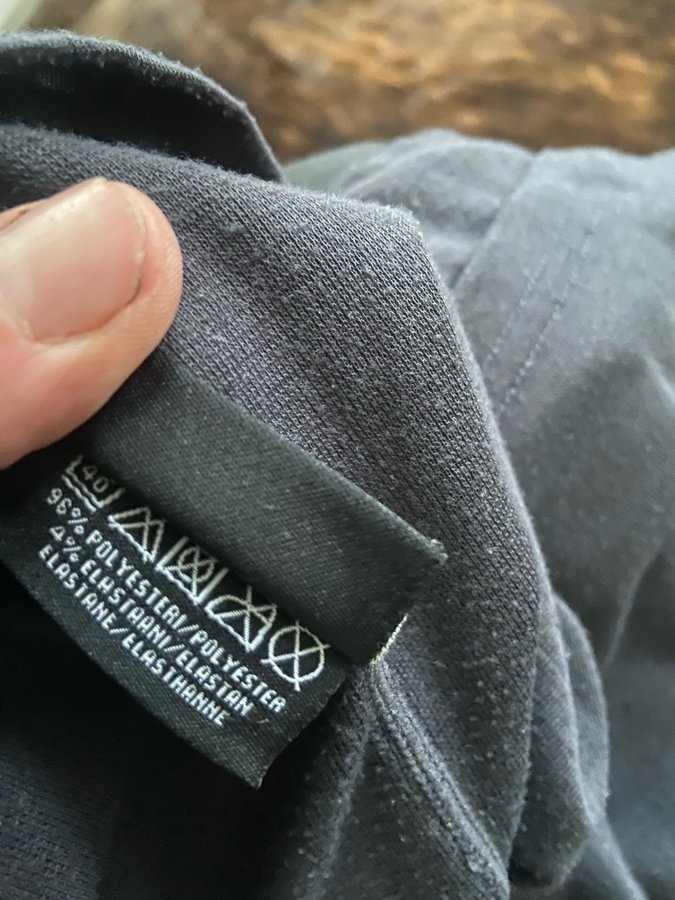 40
96% POLYESTERI/POLYESTER
4% ELASTAANI/ELASTAN
ELASTANE/ELASTHANNE